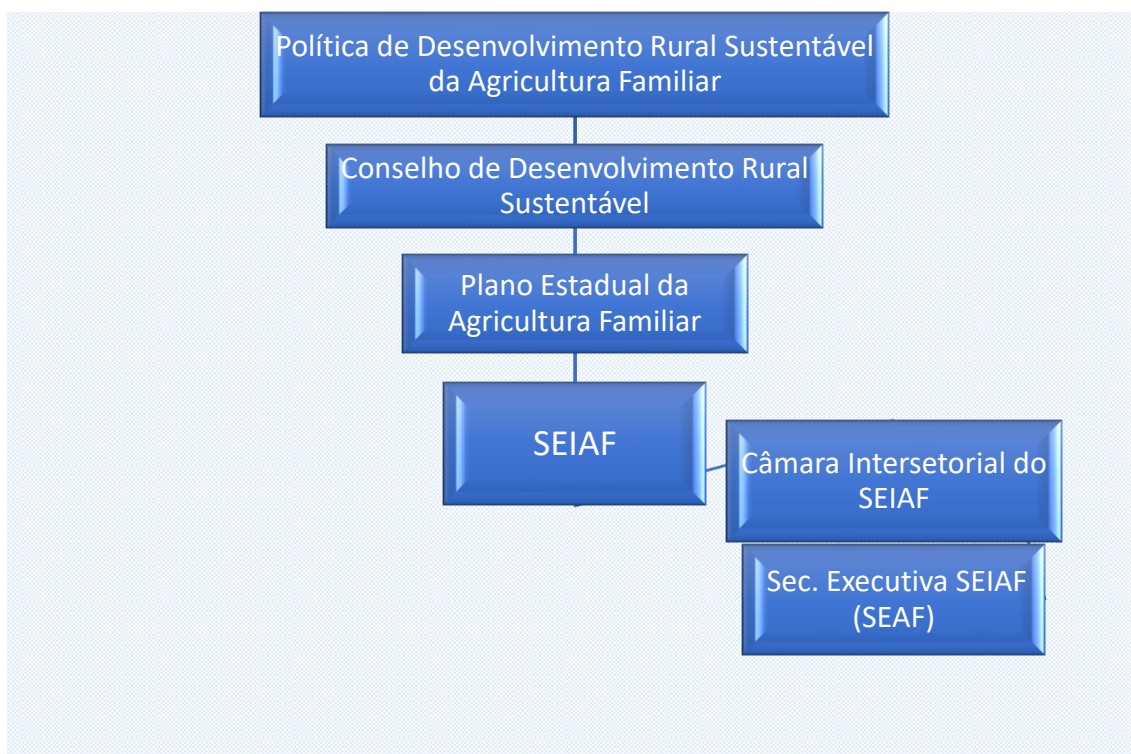 Política de Desenvolvimento Rural Sustentável
da Agricultura Familiar
Conselho de Desenvolvimento Rural
Sustentável
Plano Estadual da
Agricultura Familiar
SEIAF
Câmara Intersetorial do
SEIAF
Sec. Executiva SEIAF
(SEAF)